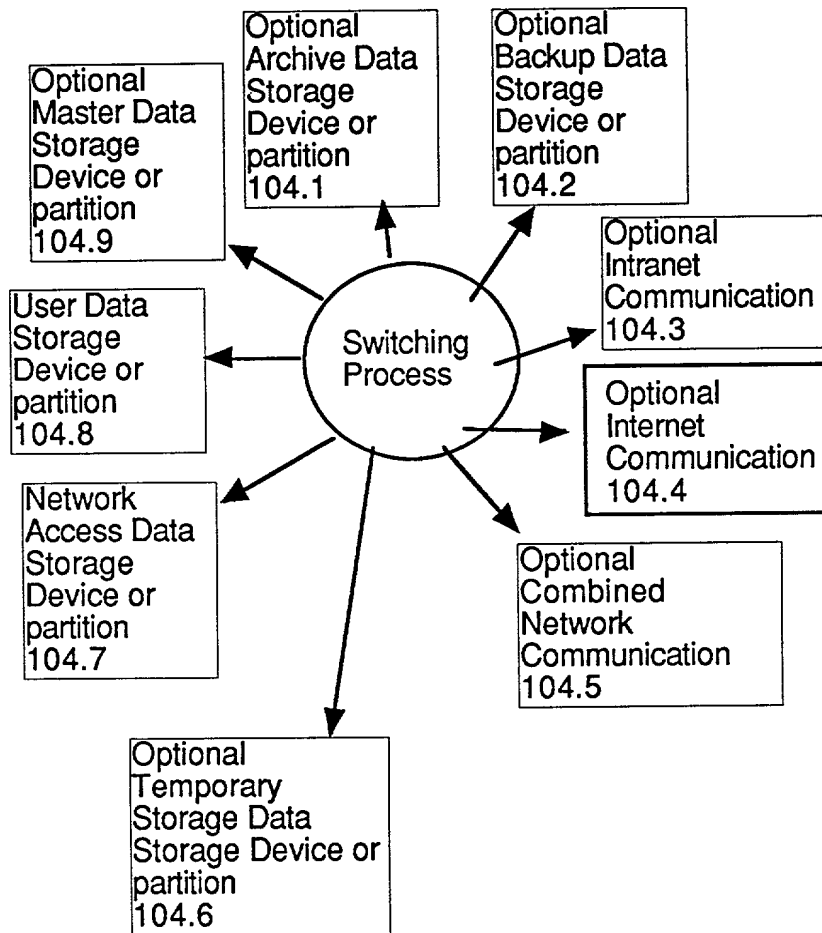 Optional
Archive Data
Storage
Device or
partition
104.1
Optional
Backup Data
Storage
Device or
partition
104.2
Optional
Master Data
Storage
Device or
partition
104.9
Optional
Intranet
Communication
104.3
User Data
Storage
Device or
partition
104.8
Switching
Process
Optional
Internet
Communication
104.4
Network
Access Data
Storage
Device or
partition
104.7
Optional
Combined
Network
Communication
104.5
Optional
Temporary
Storage Data
Storage Device or
partition
104.6